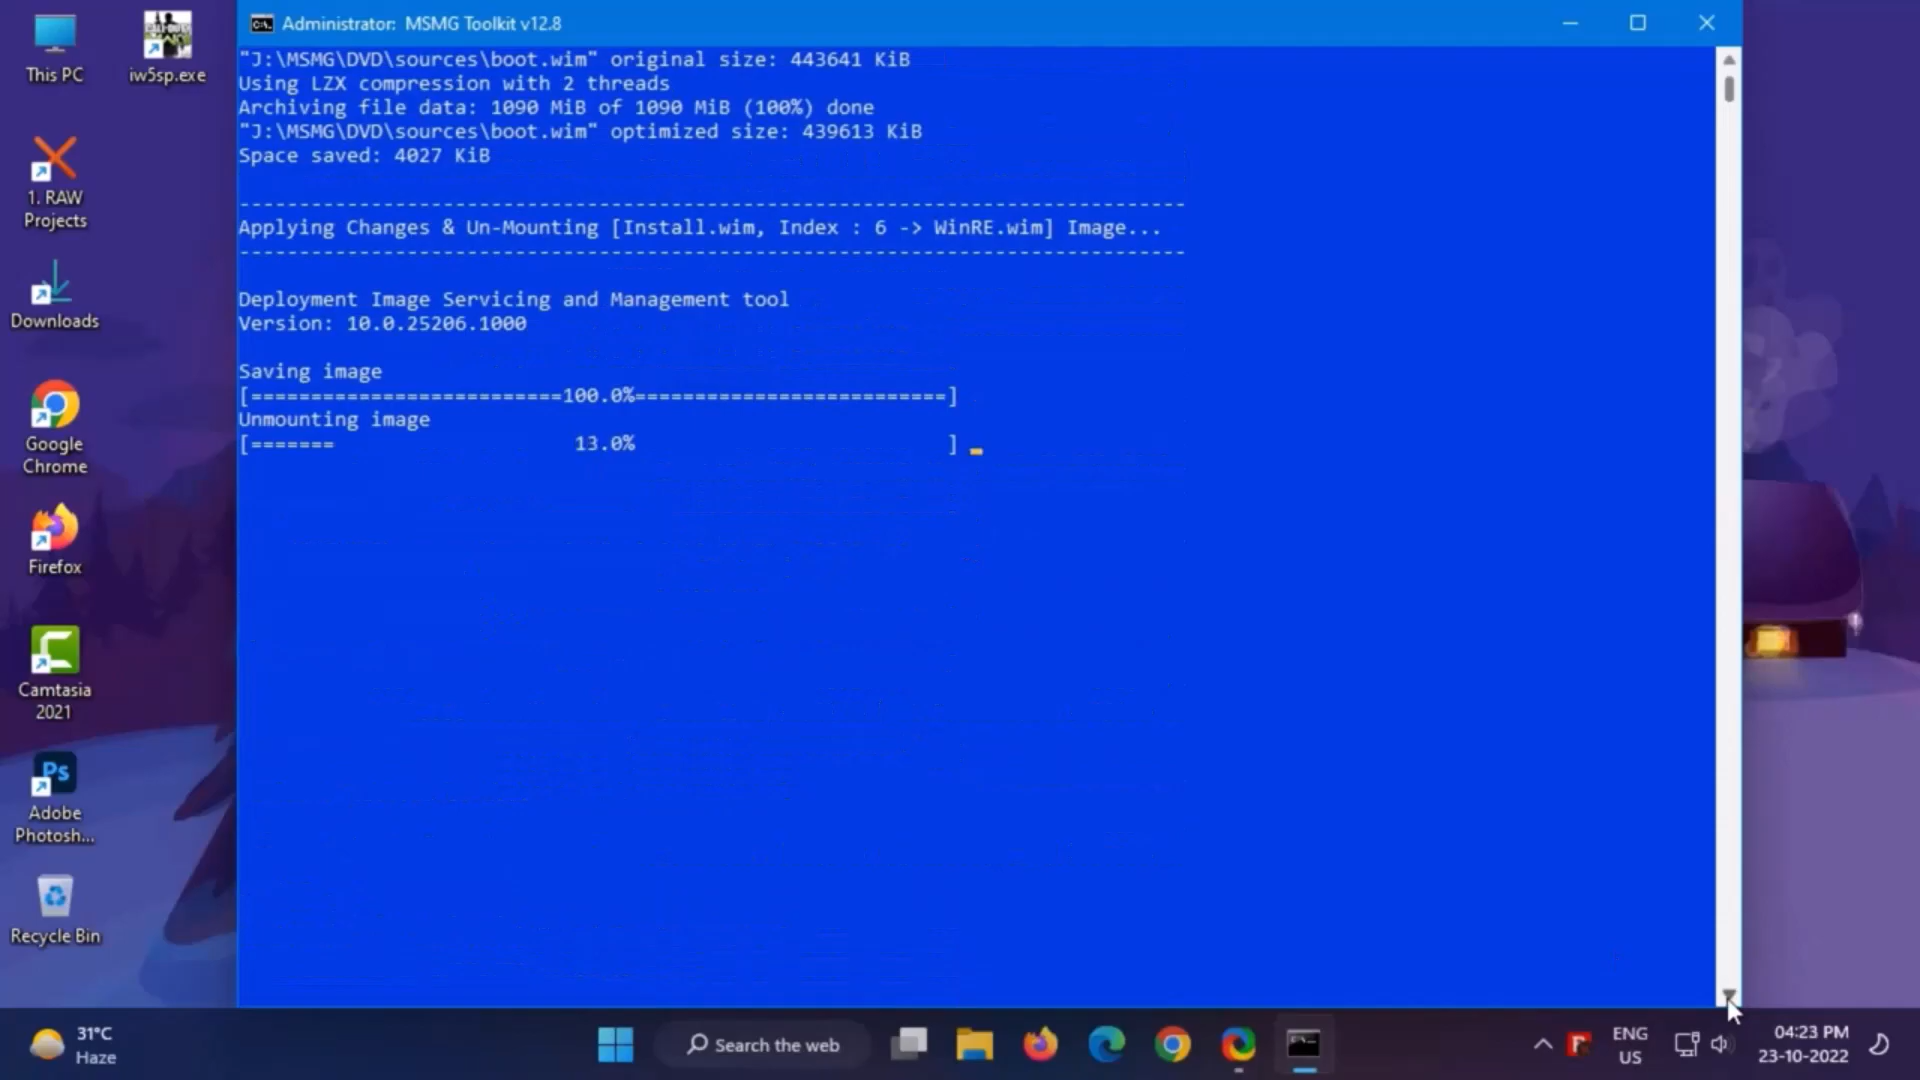 This PC
iw5sp.exe
1. RAW
Projects
Downloads
Google
Chrome
Firefox
Camtasia
2021
Ps
Adobe
Photosh...
Recycle Bin
Administrator: MSMG Toolkit v12.8
"J:\MSMG\DVD\sources\boot.wim" original size: 443641 KiB
Using LZX compression with 2 threads
Archiving file data: 1090 MiB of 1090 MiB (100%) done
"J:\MSMG\DVD\sources\boot.wim" optimized size: 439613 KiB
Space saved: 4027 KiB
-------------------------------------------------------------------------------
Applying Changes & Un-Mounting [Install.wim, Index : 6 -> WinRE.wim] Image...
-------------------------------------------------------------------------------
Deployment Image Servicing and Management tool
Version: 10.0.25206.1000
Saving image
[==========================100.0%==========================]
Unmounting image
[=======                    13.0%                          ]
31°C
Haze
Search the web
ENG
US
04:23 PM
23-10-2022